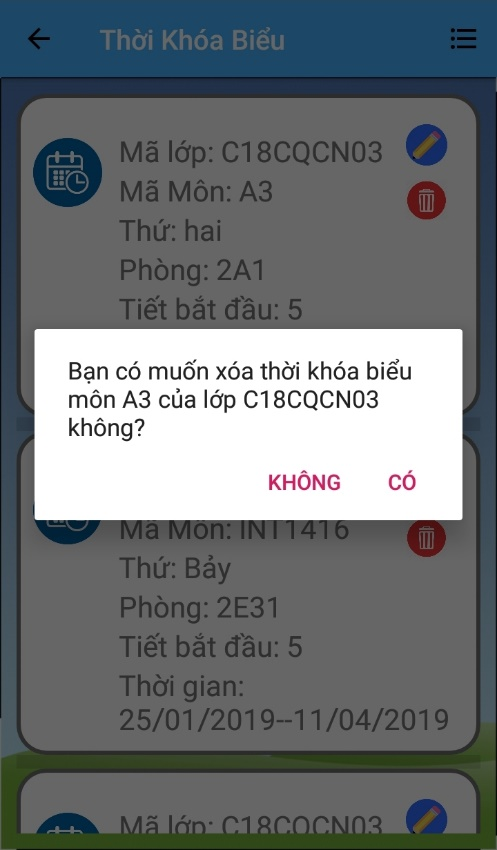 Thời Khóa Biểu
Mã lớp: C18CQCN03
Mã Môn: A3
Thứ: hai
Phòng: 2A1
Tiết bắt đầu: 5
Bạn có muốn xóa thời khóa biểu
môn A3 của lớp C18CQCN03
không?
KHÔNG CÓ
Mã Môn: INT1416
Thứ: Bảy
Phòng: 2E31
Tiết bắt đầu: 5
Thời gian:
25/01/2019--11/04/2019
Mã lớp: C18CQCN03